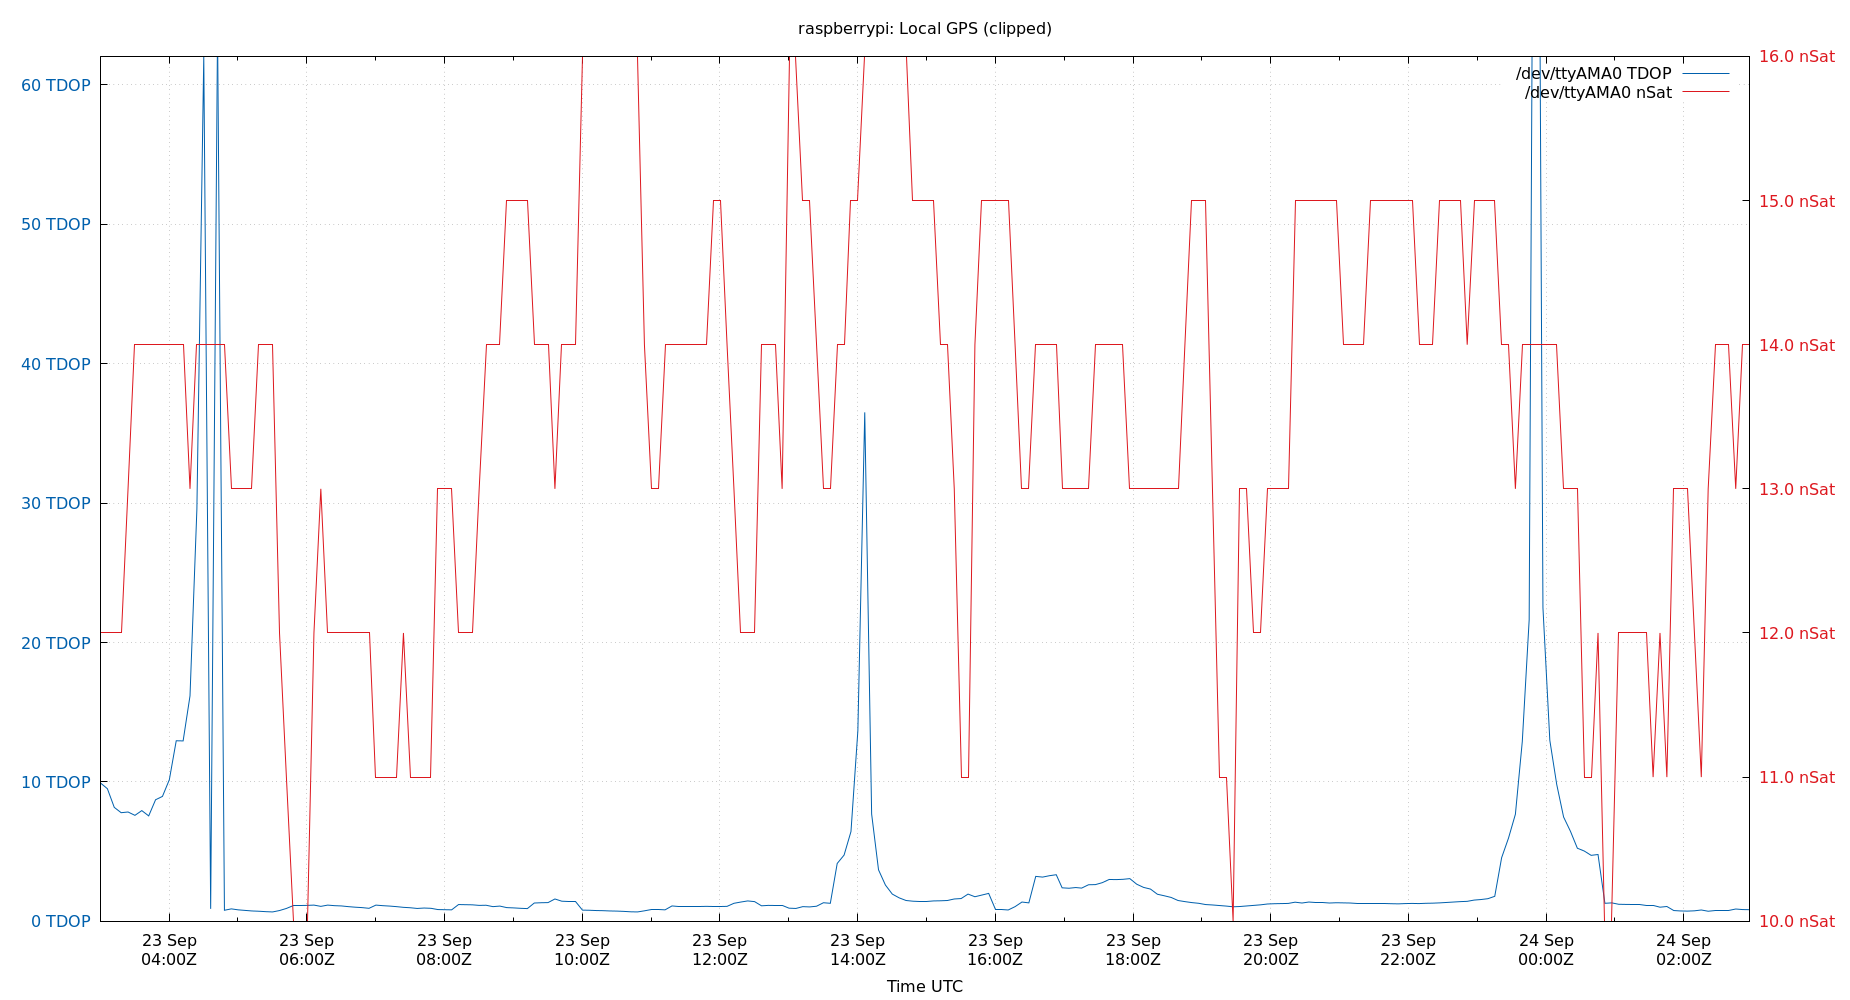 raspberrypi: Local GPS (clipped)
/dev/ttyAMA0 TDOP
/dev/ttyAMA0 nSat
60 TDOP
50 TDOP
40 TDOP
30 TDOP
20 TDOP
10 TDOP
0 TDOP
16.0 nSat
15.0 nSat
14.0 nSat
13.0 nSat
12.0 nSat
11.0 nSat
10.0 nSat
23 Sep
04:00Z
23 Sep
06:00Z
23 Sep
08:00Z
23 Sep
10:00Z
23 Sep
12:00Z
23 Sep
14:00Z
23 Sep
16:00Z
23 Sep
18:00Z
23 Sep
20:00Z
23 Sep
22:00Z
24 Sep
00:00Z
24 Sep
02:00Z
Time UTC